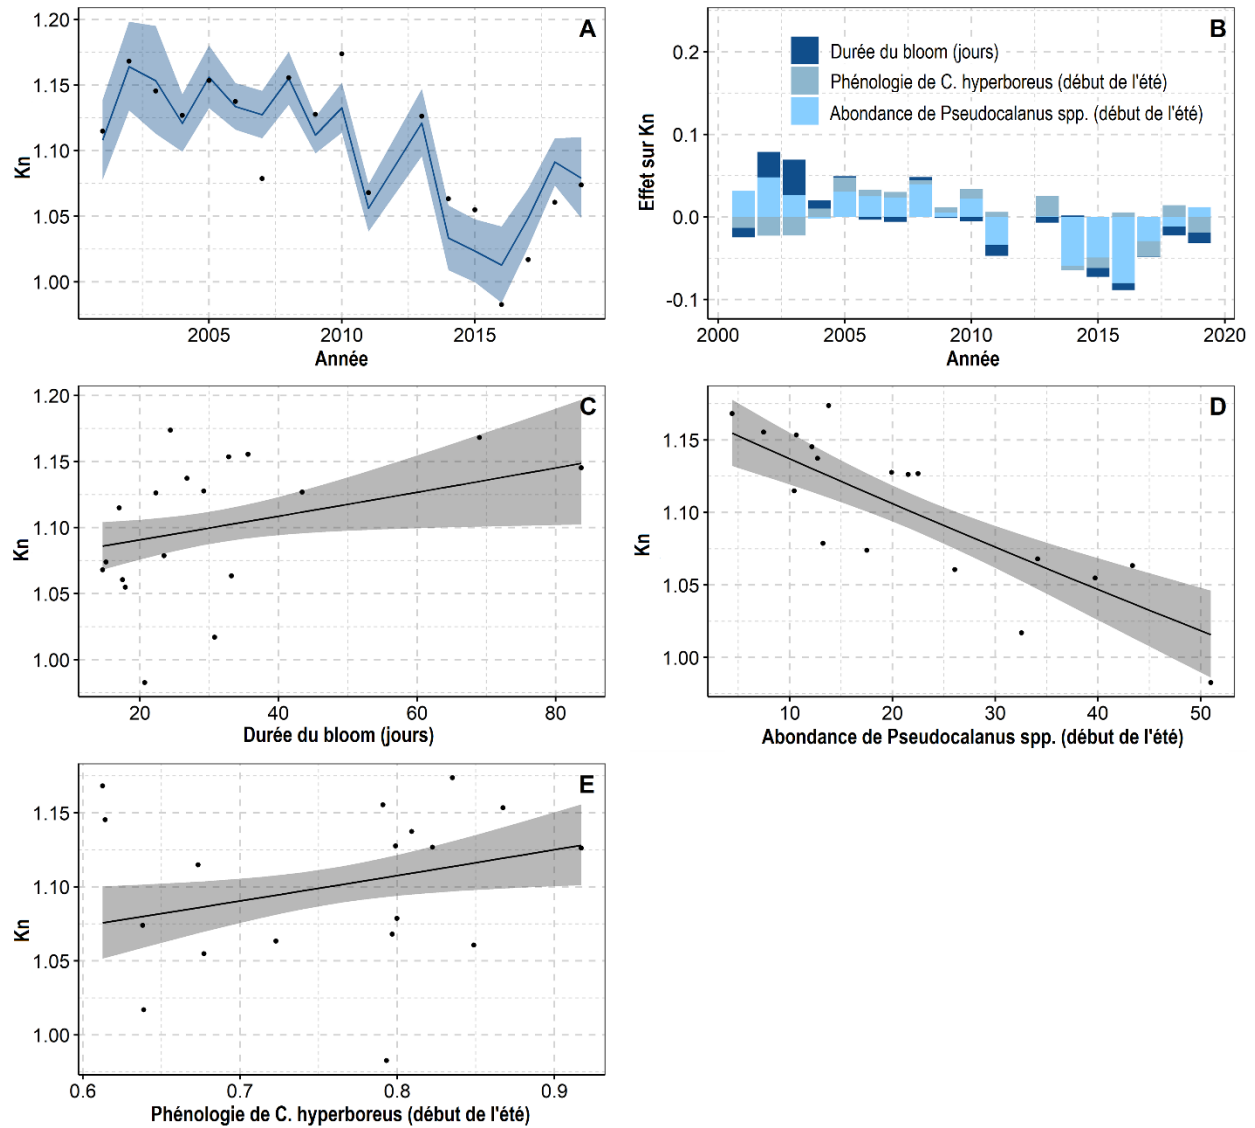 A
1.20
1.15
1.10
1.05
1.00
Kn
2005
2010
2015
Année
B
Durée du bloom (jours)
Phénologie de C. hyperboreus (début de l'été)
Abondance de Pseudocalanus spp. (début de l'été)
0.2
0.1
0.0
-0.1
Effet sur Kn
2000
2005
2010
2015
2020
Année
C
1.20
1.15
1.10
1.05
1.00
Kn
20
40
60
80
Durée du bloom (jours)
D
1.15
1.10
1.05
1.00
Kn
10
20
30
40
50
Abondance de Pseudocalanus spp. (début de l'été)
E
1.15
1.10
1.05
1.00
Kn
0.6
0.7
0.8
0.9
Phénologie de C. hyperboreus (début de l'été)